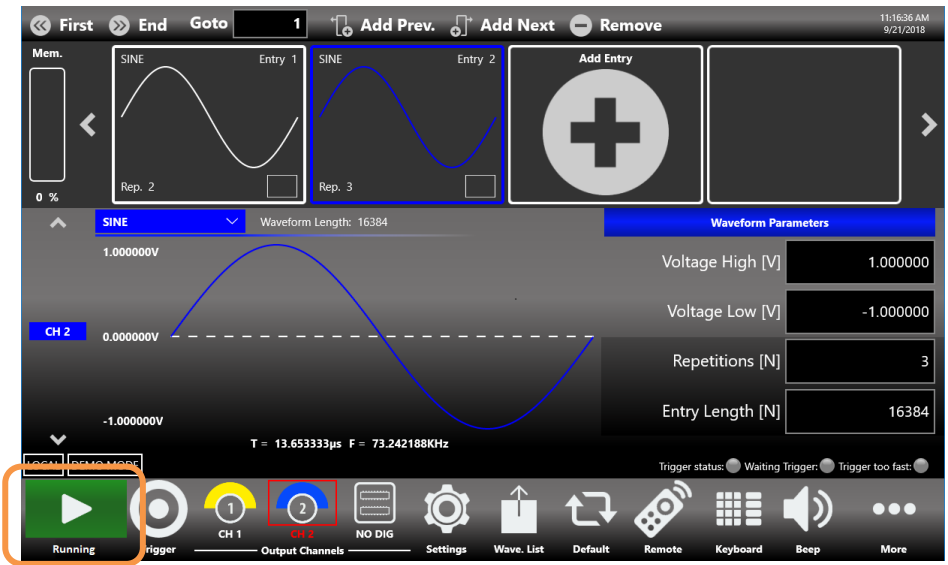 First End Goto 1 Add Prev. Add Next Remove 11:16:36 AM
9/21/2018
Mem.
SINE Entry 1
SINE Entry 2
Add Entry
Rep. 2
Rep. 3
0 %
SINE Waveform Length: 16384 Waveform Parameters
1.000000V
Voltage High [V] 1.000000
Voltage Low [V] -1.000000
CH 2
0.000000V
Repetitions [N] 3
Entry Length [N] 16384
-1.000000V
T = 13.653333µs F = 73.242188KHz
LOCAL DEMO MODE
Trigger status: Waiting Trigger: Trigger too fast:
1
2
CH 1
CH 2
NO DIG
Running Trigger Output Channels Settings Wave. List Default Remote Keyboard Beep More